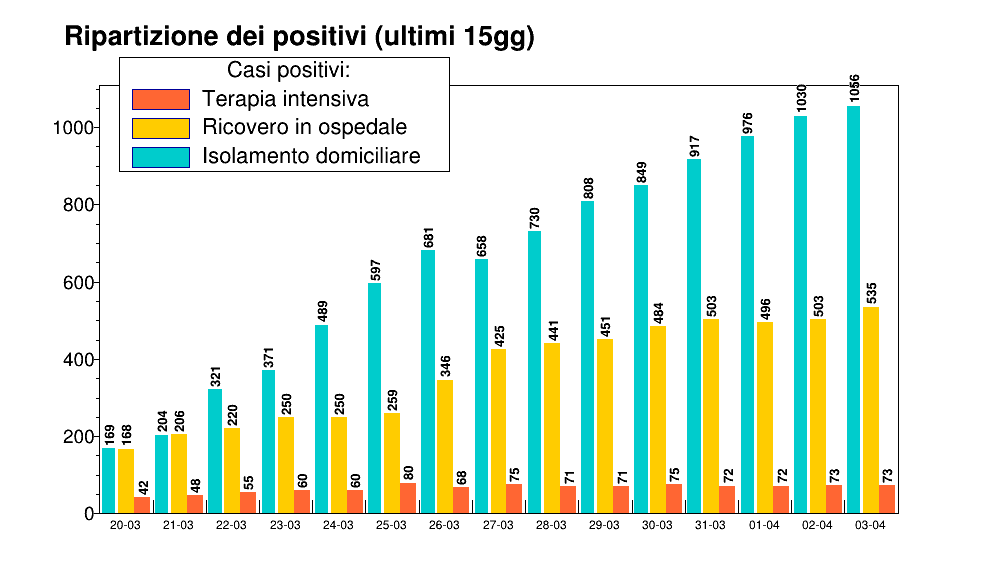 Ripartizione dei positivi (ultimi 15gg)
Casi positivi:
Terapia intensiva
Ricovero in ospedale
Isolamento domiciliare
1000
800
600
400
200
0
169 168 42
204 206 48
321 220 55
371 250 60
489 250 60
597 259 80
681 346 68
658 425 75
730 441 71
808 451 71
849 484 75
917 503 72
976 496 72
1030 503 73
1056 535 73
20-03 21-03 22-03 23-03 24-03 25-03 26-03 27-03 28-03 29-03 30-03 31-03 01-04 02-04 03-04